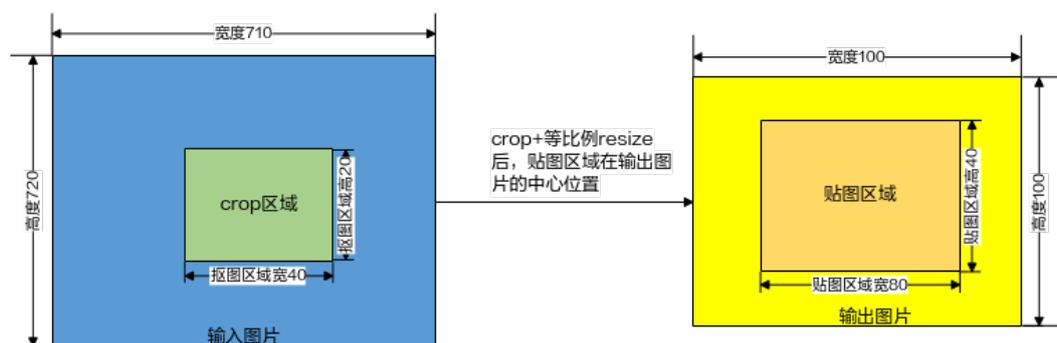 宽度710
高度720
crop区域
抠图区域高20
抠图区域宽40
输入图片
crop+等比例resize
后，贴图区域在输出图
片的中心位置
宽度100
贴图区域
贴图区域高40
高度100
贴图区域宽80
输出图片